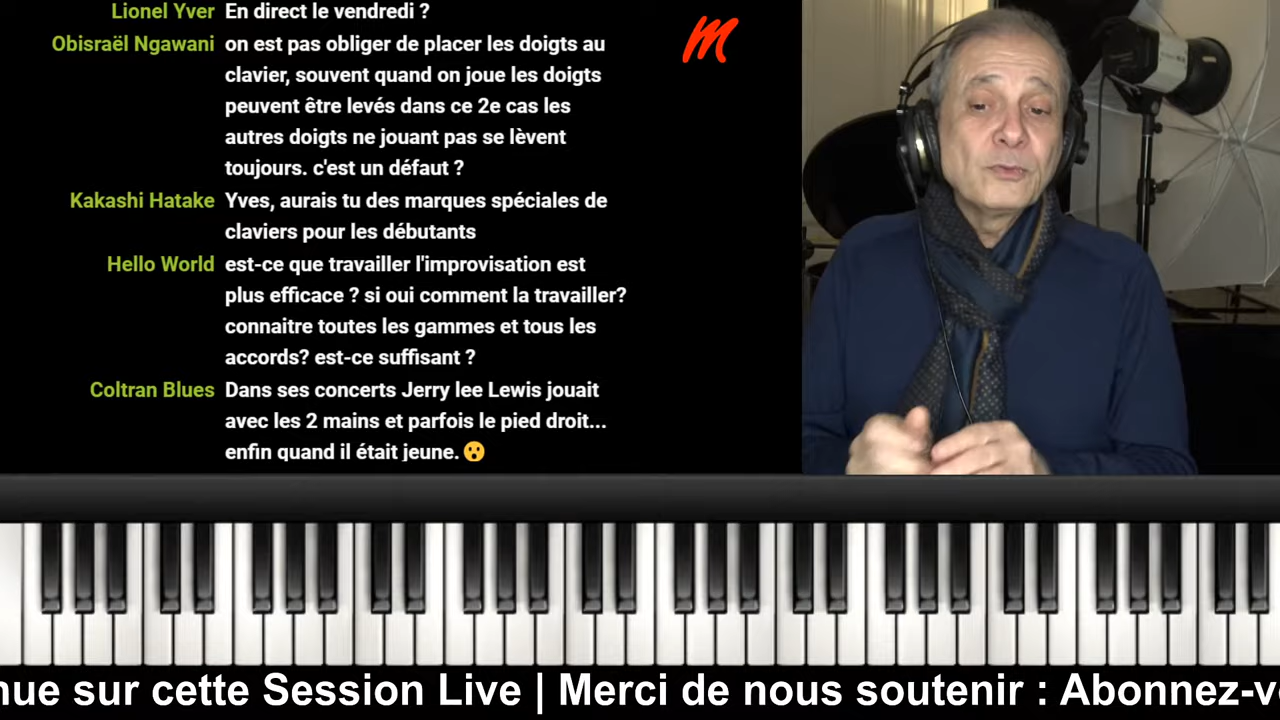 Lionel Yver En direct le vendredi ?
Obisraël Ngawani on est pas obliger de placer les doigts au
clavier, souvent quand on joue les doigts
peuvent être levés dans ce 2e cas les
autres doigts ne jouant pas se lèvent
toujours. c'est un défaut ?
Kakashi Hatake Yves, aurais tu des marques spéciales de
claviers pour les débutants
Hello World est-ce que travailler l'improvisation est
plus efficace ? si oui comment la travailler?
connaitre toutes les gammes et tous les
accords? est-ce suffisant ?
Coltran Blues Dans ses concerts Jerry lee Lewis jouait
avec les 2 mains et parfois le pied droit...
enfin quand il était jeune.😮
m
nue sur cette Session Live | Merci de nous soutenir : Abonnez-v